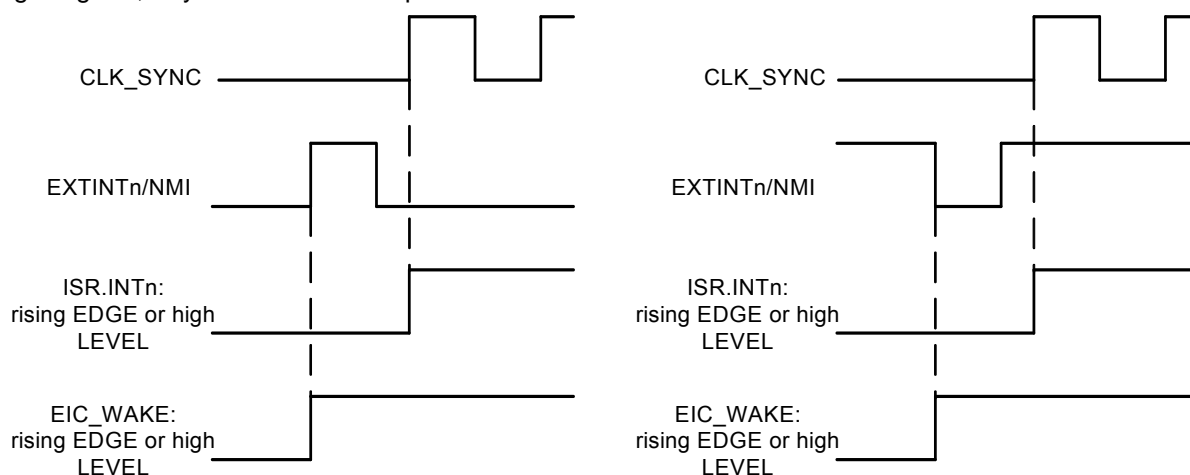 CLK_SYNC
EXTINTn/NMI
ISR.INTn:
rising EDGE or high
LEVEL
EIC_WAKE:
rising EDGE or high
LEVEL
CLK_SYNC
EXTINTn/NMI
ISR.INTn:
rising EDGE or high
LEVEL
EIC_WAKE:
rising EDGE or high
LEVEL